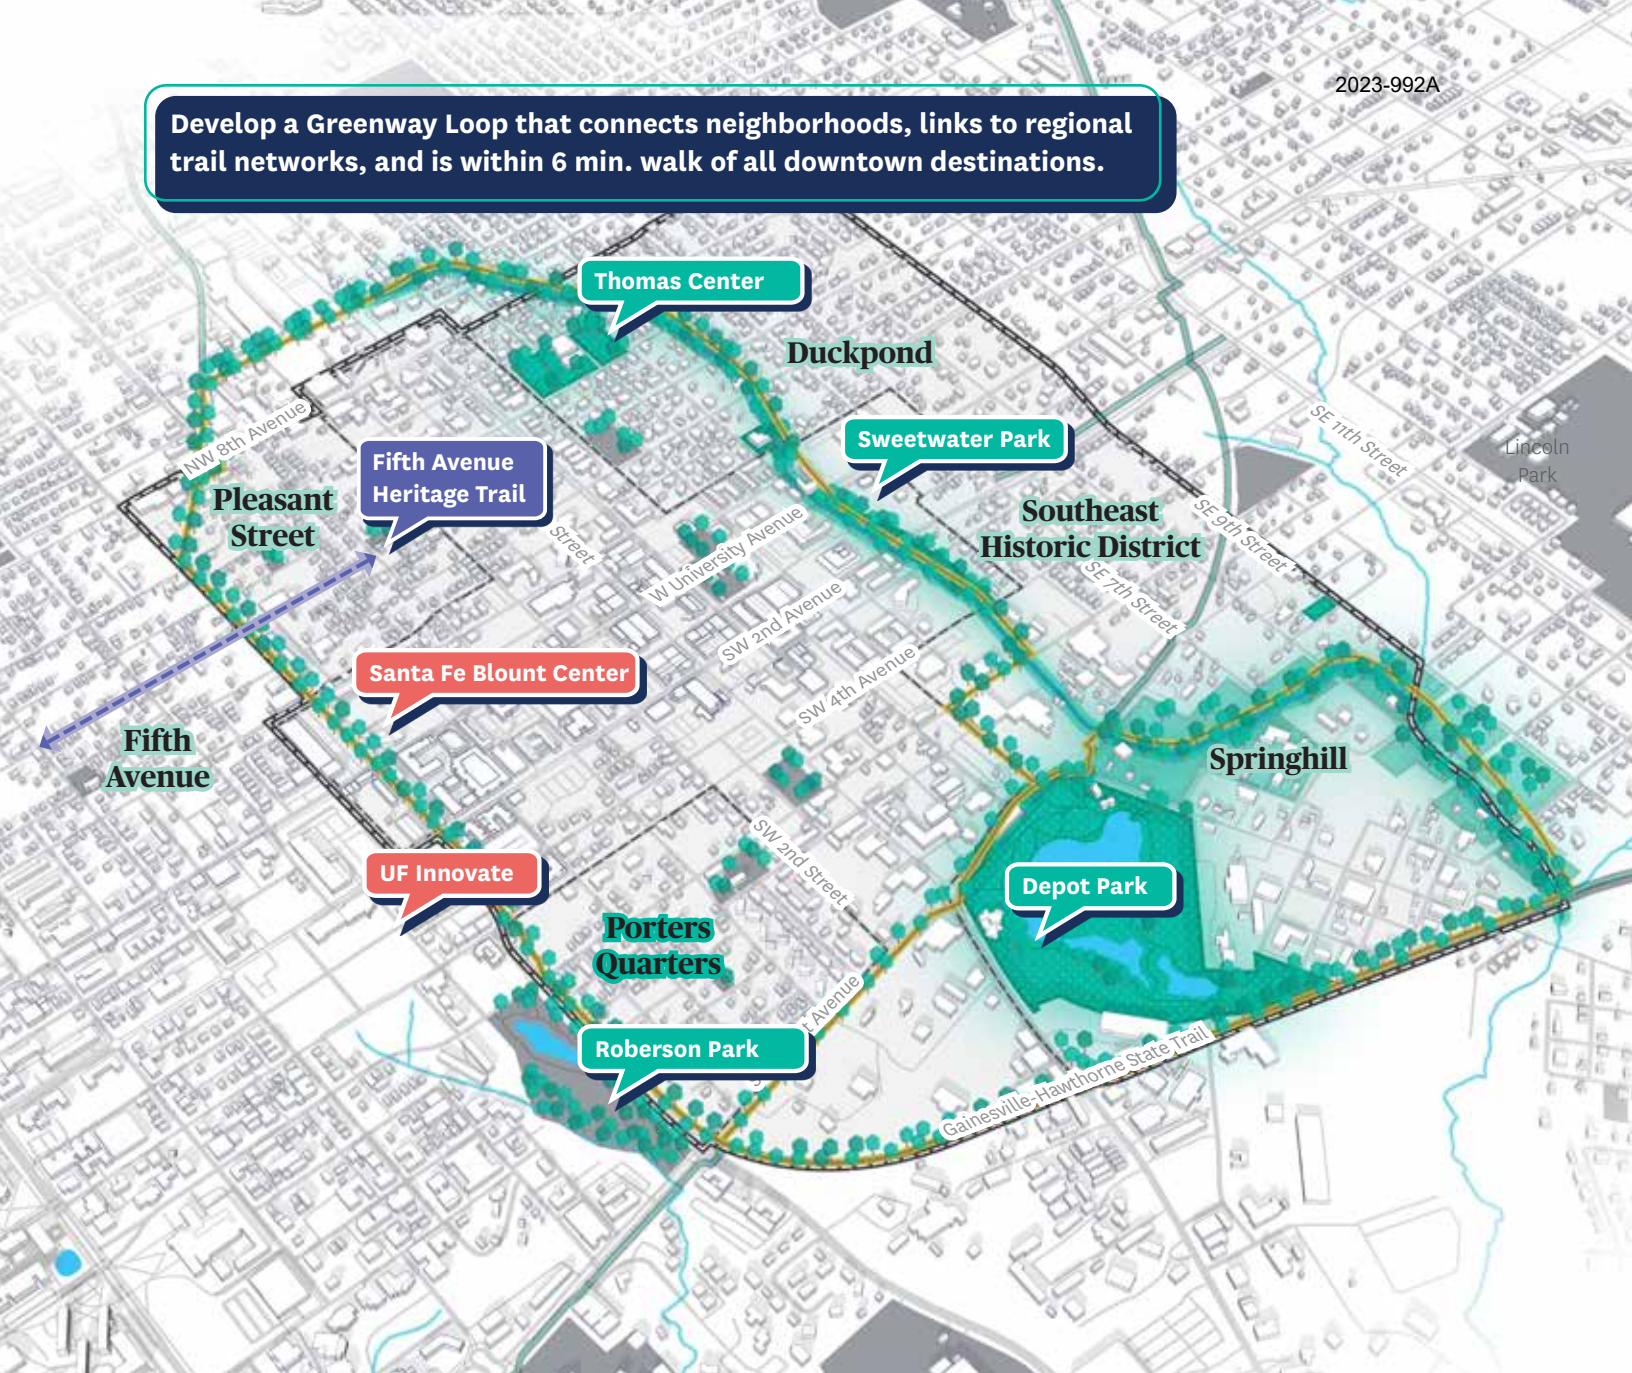 2023-992A
Develop a Greenway Loop that connects neighborhoods, links to regional
trail networks, and is within 6 min. walk of all downtown destinations.
Thomas Center
Duckpond
NW 8th Avenue
Sweetwater Park
SE 11th Street
Lincoln
Park
Fifth Avenue
Heritage Trail
Pleasant
Street
Southeast
Historic District
SE 9th Street
Street
W University Avenue
SE 7th Street
SW 2nd Avenue
Santa Fe Blount Center
SW 4th Avenue
Fifth
Avenue
Springhill
SW 2nd Street
UF Innovate
Depot Park
Porters
Quarters
t Avenue
Roberson Park
Gainesville-Hawthorne State Trail